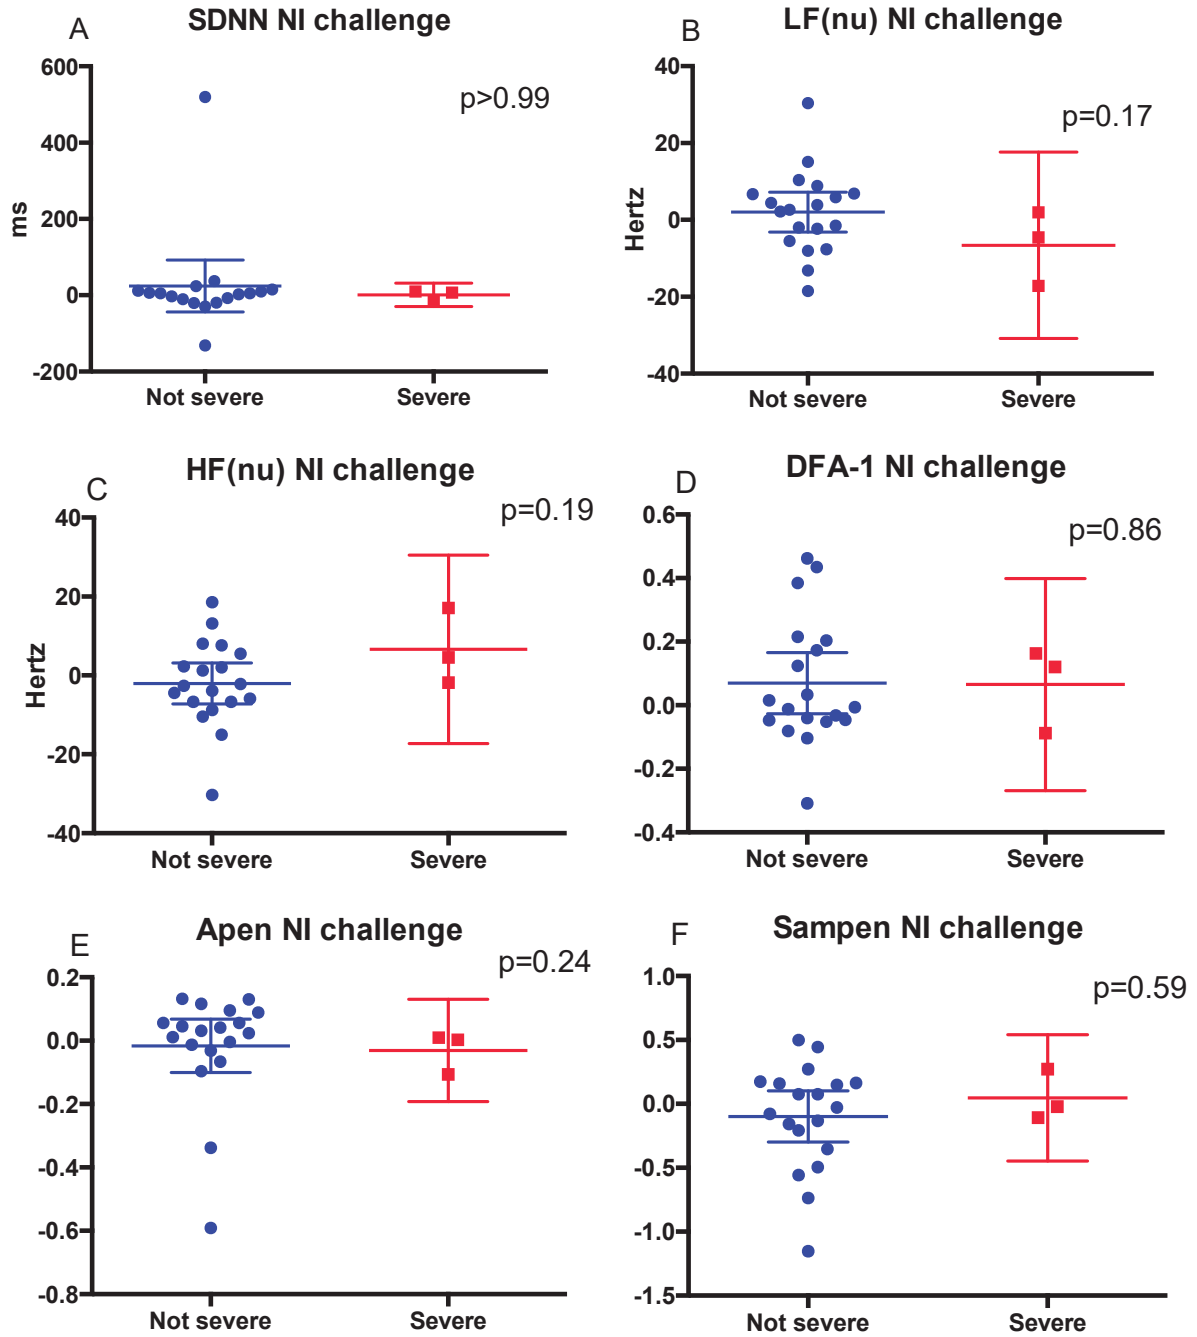 A
SDNN NI challenge
p>0.99
ms
600
400
200
0
-200
Not severe
Severe
B
LF(nu) NI challenge
p=0.17
Hertz
40
20
0
-20
-40
Not severe
Severe
C
HF(nu) NI challenge
p=0.19
Hertz
40
20
0
-20
-40
Not severe
Severe
D
DFA-1 NI challenge
p=0.86
0.6
0.4
0.2
0.0
-0.2
-0.4
Not severe
Severe
E
Apen NI challenge
p=0.24
0.2
0.0
-0.2
-0.4
-0.6
-0.8
Not severe
Severe
F
Sampen NI challenge
p=0.59
1.0
0.5
0.0
-0.5
-1.0
-1.5
Not severe
Severe